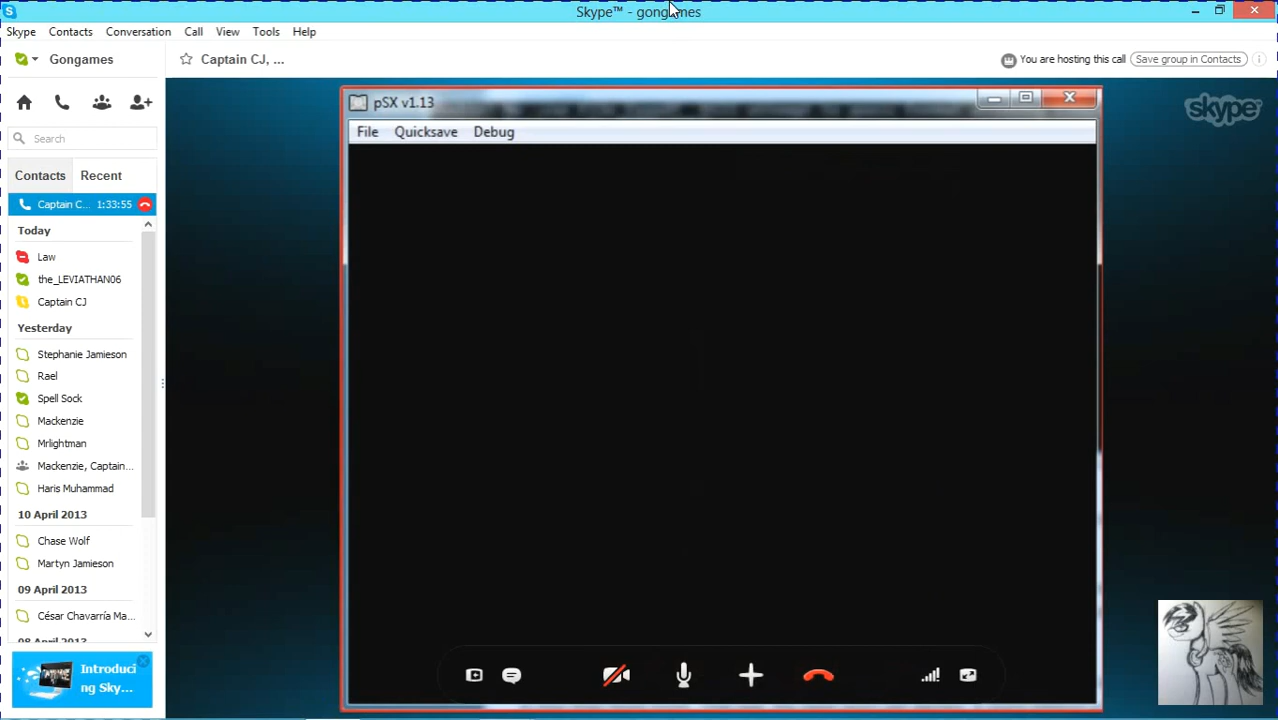 Skype™ - gongames
Skype Contacts Conversation Call View Tools Help
Gongames
Captain CJ, ...
You are hosting this call
Save group in Contacts
Search
Contacts
Recent
Captain C... 1:33:55
Today
Law
the_LEVIATHAN06
Captain CJ
Yesterday
Stephanie Jamieson
Rael
Spell Sock
Mackenzie
Mrlightman
Mackenzie, Captain...
Haris Muhammad
10 April 2013
Chase Wolf
Martyn Jamieson
09 April 2013
César Chavarría Ma...
08 April 2013
Introduci
ng Sky...
pSX v1.13
File Quicksave Debug
skype